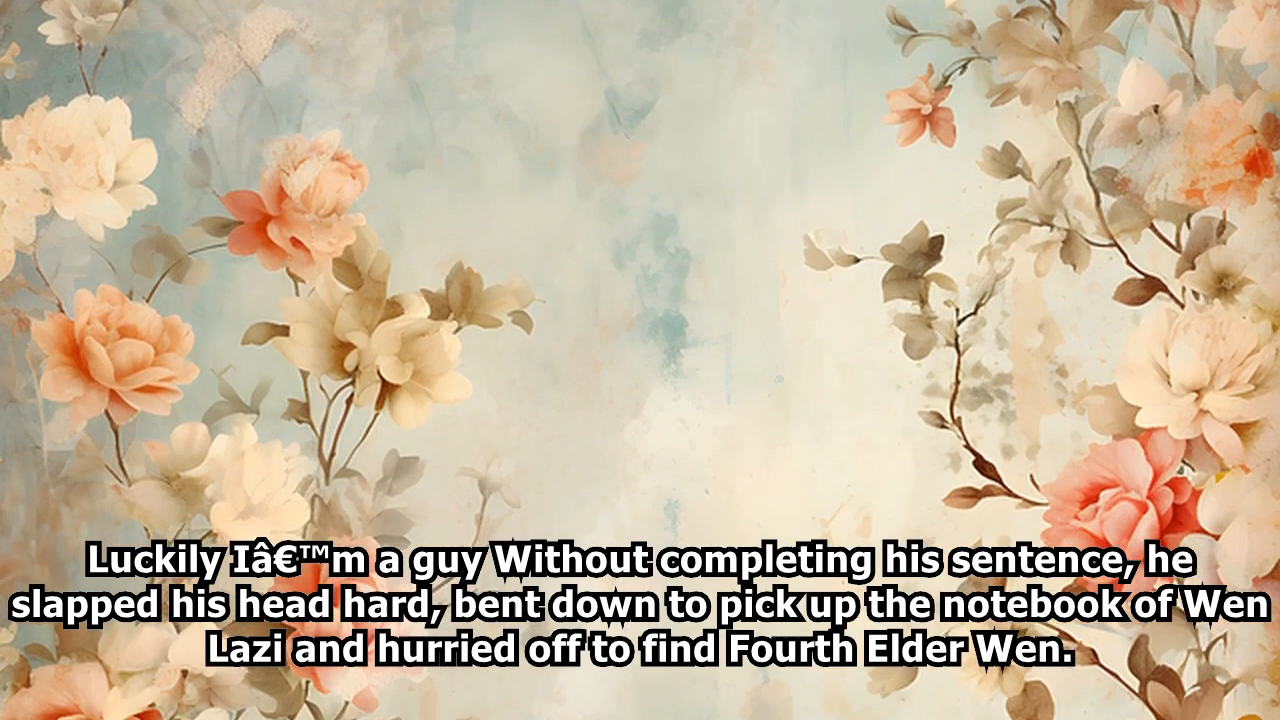 Luckily Iâ€™m a guy Without completing his sentence, he
slapped his head hard, bent down to pick up the notebook of Wen
Lazi and hurried off to find Fourth Elder Wen.